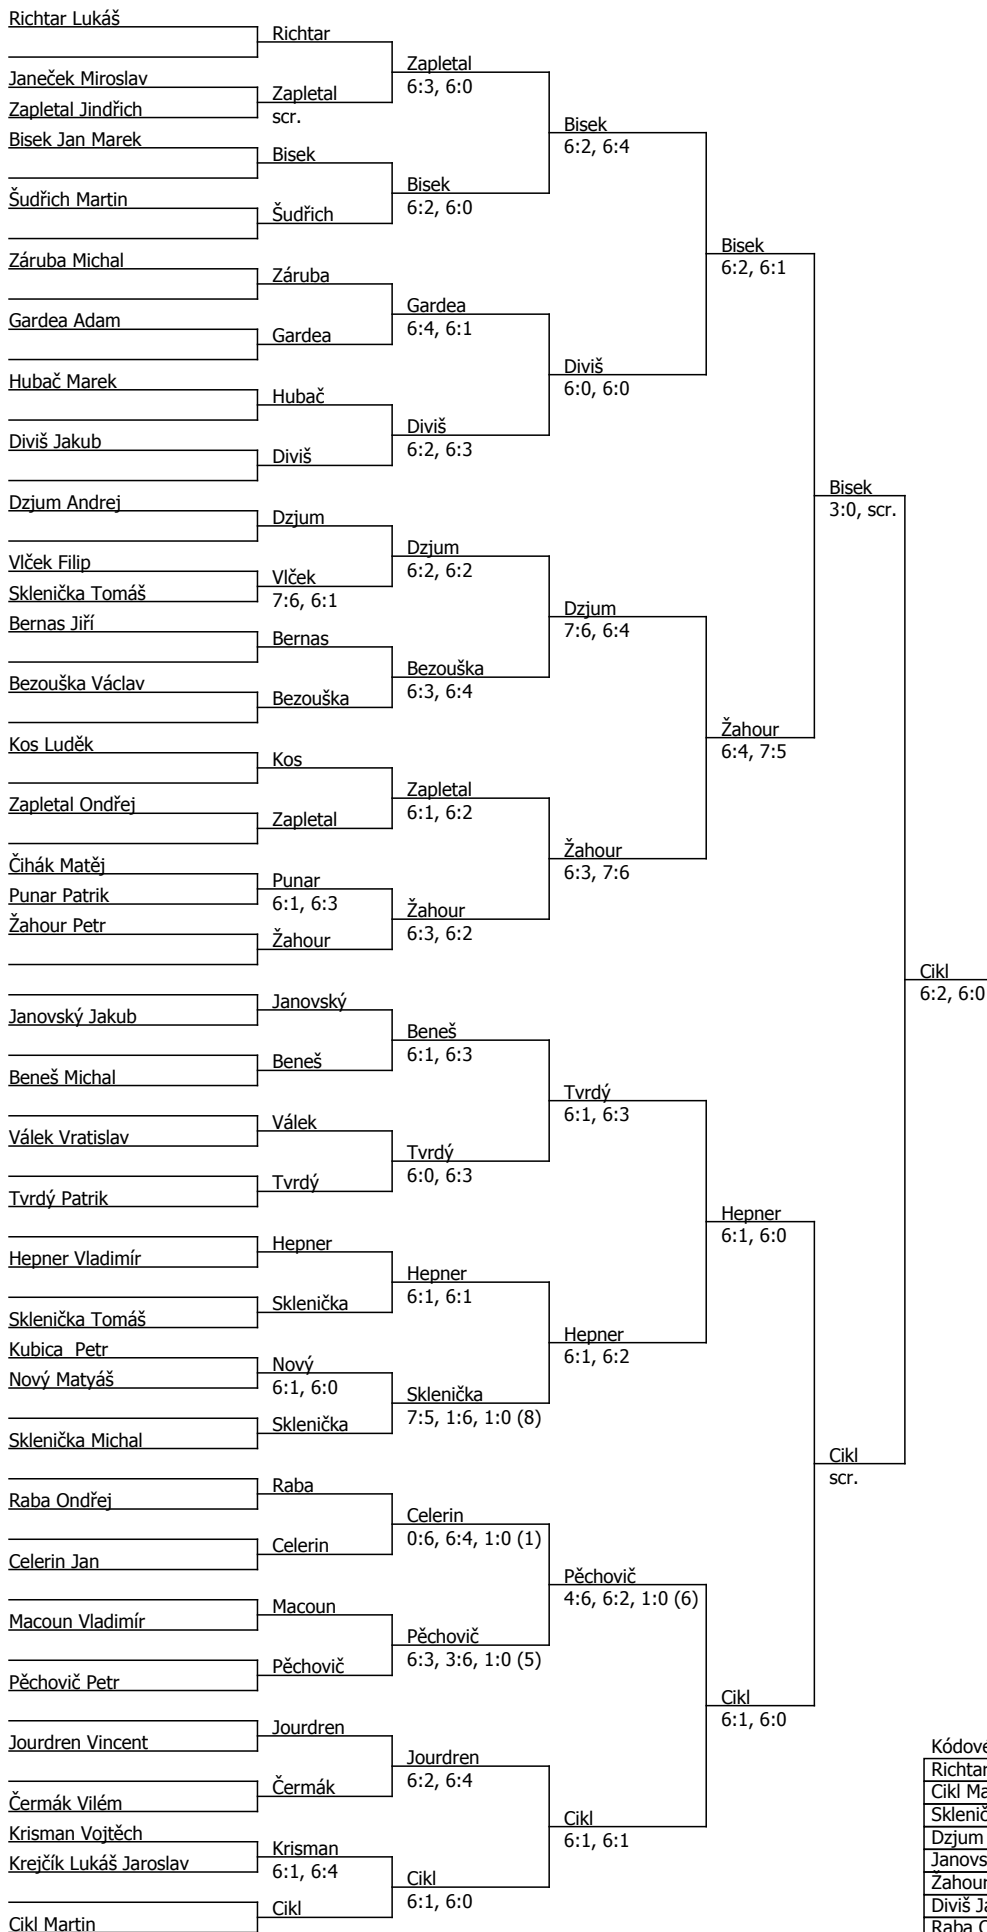 Richtar Lukáš
Janeček Miroslav
Zapletal Jindřich
Bisek Jan Marek
Šudřich Martin
Záruba Michal
Gardea Adam
Hubač Marek
Diviš Jakub
Dzjum Andrej
Vlček Filip
Sklenička Tomáš
Bernas Jiří
Bezouška Václav
Kos Luděk
Zapletal Ondřej
Čihák Matěj
Punar Patrik
Žahour Petr
Janovský Jakub
Beneš Michal
Válek Vratislav
Tvrdý Patrik
Hepner Vladimír
Sklenička Tomáš
Kubica Petr
Nový Matyáš
Sklenička Michal
Raba Ondřej
Celerin Jan
Macoun Vladimír
Pěchovič Petr
Jourdren Vincent
Čermák Vilém
Krisman Vojtěch
Krejčík Lukáš Jaroslav
Cikl Martin
Richtar
Zapletal
scr.
Bisek
Šudřich
Záruba
Gardea
Hubač
Diviš
Dzjum
Vlček
7:6, 6:1
Bernas
Bezouška
Kos
Zapletal
Punar
6:1, 6:3
Žahour
Janovský
Beneš
Válek
Tvrdý
Hepner
Sklenička
Nový
6:1, 6:0
Sklenička
Raba
Celerin
Macoun
Pěchovič
Jourdren
Čermák
Krisman
6:1, 6:4
Cikl
Zapletal
6:3, 6:0
Bisek
6:2, 6:0
Gardea
6:4, 6:1
Diviš
6:2, 6:3
Dzjum
6:2, 6:2
Bezouška
6:3, 6:4
Zapletal
6:1, 6:2
Žahour
6:3, 6:2
Beneš
6:1, 6:3
Tvrdý
6:0, 6:3
Hepner
6:1, 6:1
Sklenička
7:5, 1:6, 1:0 (8)
Celerin
0:6, 6:4, 1:0 (1)
Pěchovič
6:3, 3:6, 1:0 (5)
Jourdren
6:2, 6:4
Cikl
6:1, 6:0
Bisek
6:2, 6:4
Diviš
6:0, 6:0
Dzjum
7:6, 6:4
Žahour
6:3, 7:6
Tvrdý
6:1, 6:3
Hepner
6:1, 6:2
Pěchovič
4:6, 6:2, 1:0 (6)
Cikl
6:1, 6:1
Bisek
6:2, 6:1
Žahour
6:4, 7:5
Hepner
6:1, 6:0
Cikl
6:1, 6:0
Bisek
3:0, scr.
Cikl
scr.
Cikl
6:2, 6:0
Kódové
Richtar
Cikl Ma
Sklenič
Dzjum
Janovs
Žahour
Diviš Ja
Raba O